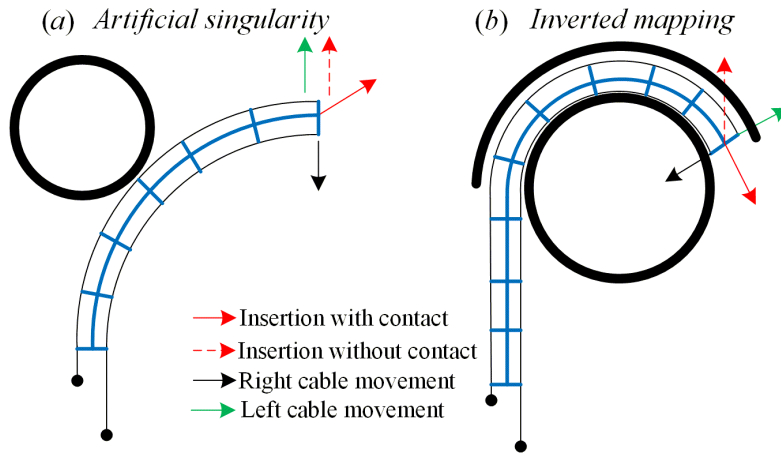 (a) Artificial singularity
(b) Inverted mapping
Insertion with contact
Insertion without contact
Right cable movement
Left cable movement